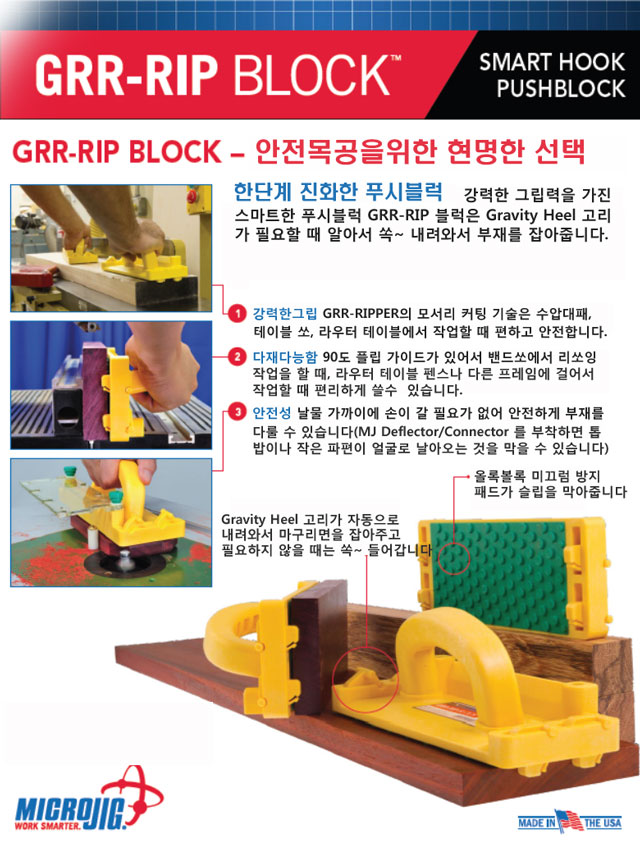 GRR-RIP BLOCK™
SMART HOOK
PUSHBLOCK
GRR-RIP BLOCK – 안전목공을위한 현명한 선택
한단계 진화한 푸시블럭 강력한 그립력을 가진
스마트한 푸시블럭 GRR-RIP 블럭은 Gravity Heel 고리
가 필요할 때 알아서 쏙~ 내려와서 부재를 잡아줍니다.
1 강력한그립 GRR-RIPPER의 모서리 커팅 기술은 수압대패,
테이블 쏘, 라우터 테이블에서 작업할 때 편하고 안전합니다.
2 다재다능함 90도 플립 가이드가 있어서 밴드쏘에서 리쏘잉
작업을 할 때, 라우터 테이블 펜스나 다른 프레임에 걸어서
작업할 때 편리하게 쓸수 있습니다.
3 안전성 날물 가까이에 손이 갈 필요가 없어 안전하게 부재를
다룰 수 있습니다(MJ Deflector/Connector 를 부착하면 톱
밥이나 작은 파편이 얼굴로 날아오는 것을 막을 수 있습니다)
올록볼록 미끄럼 방지
패드가 슬립을 막아줍니다
Gravity Heel 고리가 자동으로
내려와서 마구리면을 잡아주고
필요하지 않을 때는 쏙~ 들어갑니다
MICROJIG.
WORK SMARTER.
MADE IN THE USA